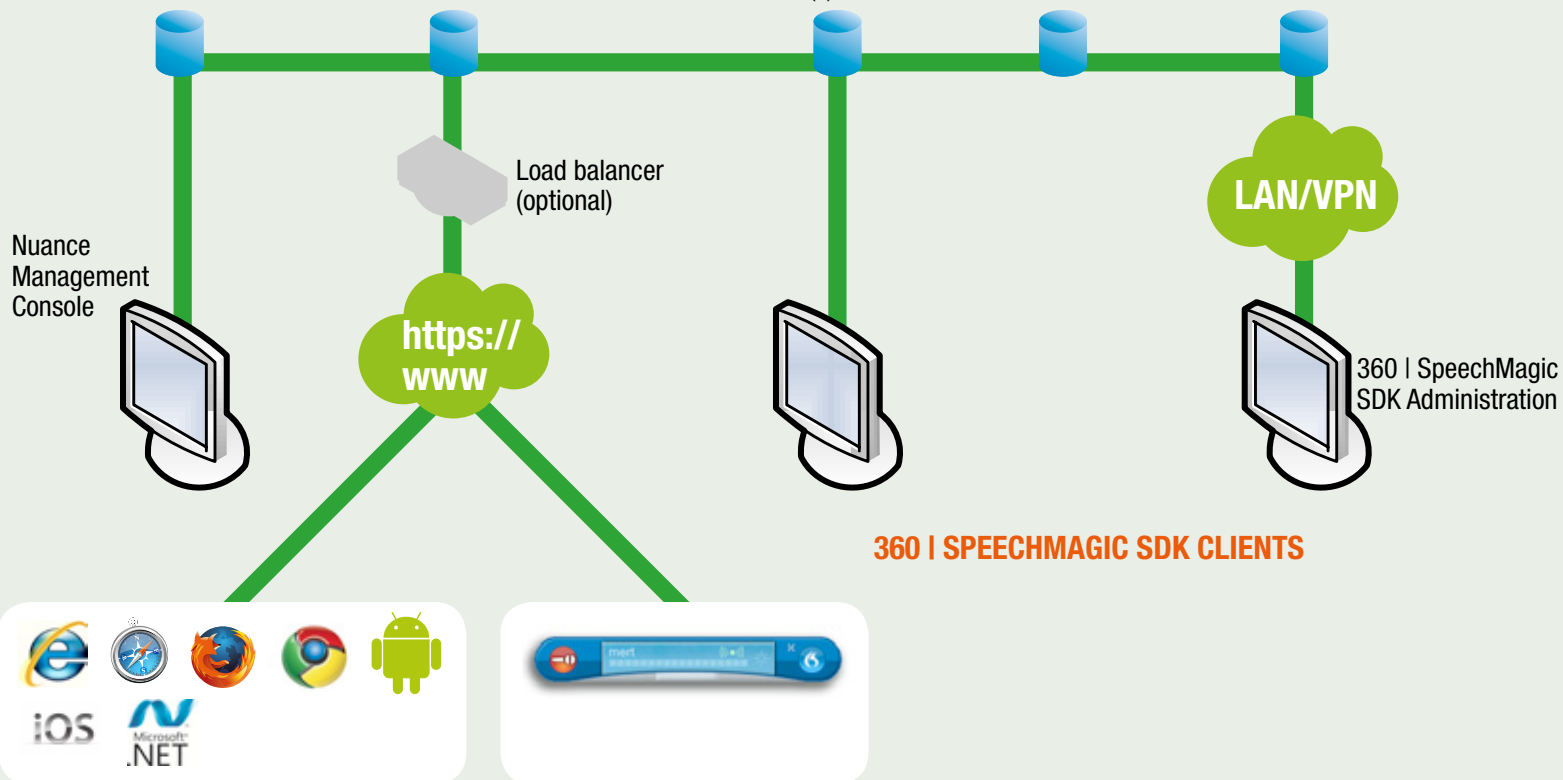 Load balancer
(optional)
LAN/VPN
Nuance
Management
Console
https://
www
360 | SpeechMagic
SDK Administration
360 | SPEECHMAGIC SDK CLIENTS
mert
iOS
Microsoft
.NET